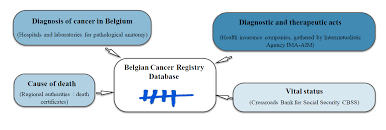 Diagnosis of cancer in Belgium
(Hospitals and laboratories for pathological anatomy)
Diagnostic and therapeutic acts
(Health insurance companies, gathered by Intermutualistic
Agency IMA-AIM)
Belgian Cancer Registry
Database
Cause of death
(Regional authorities : death
certificates)
Vital status
(Crossroads Bank for Social Security CBSS)